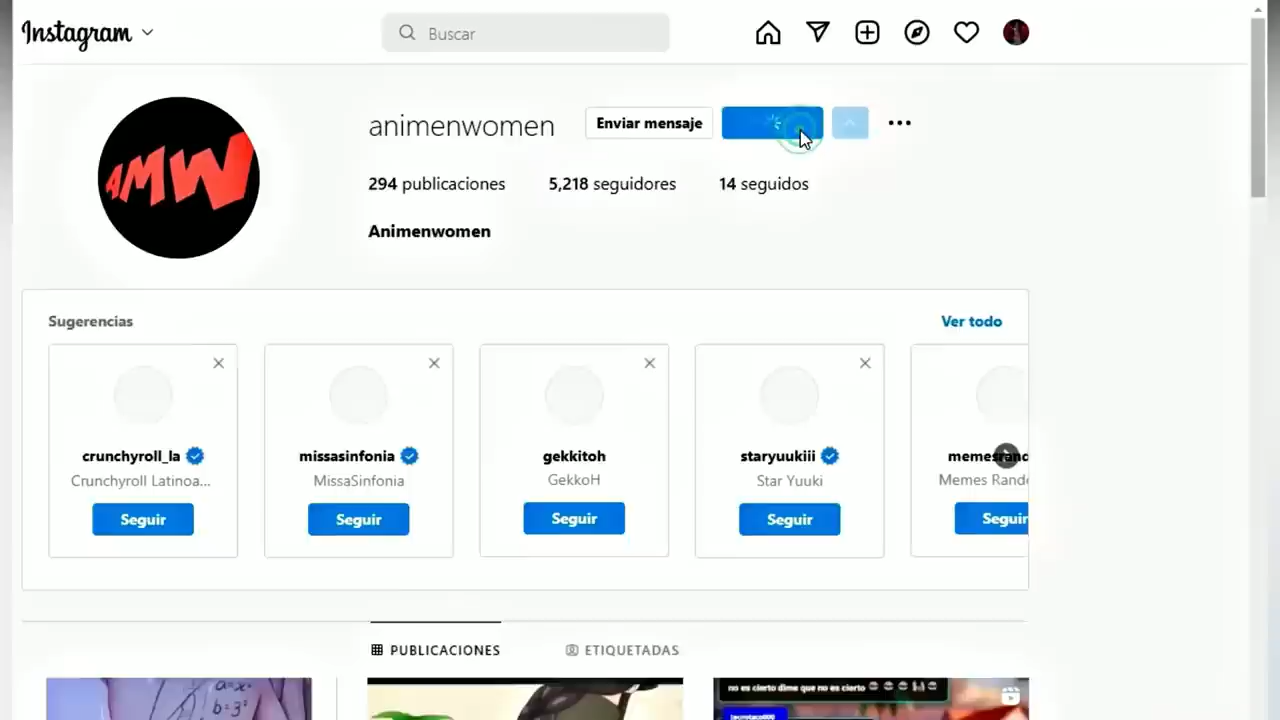 Instagram
Buscar
AMW
animenwomen
Enviar mensaje
294 publicaciones
5,218 seguidores
14 seguidos
Animenwomen
Sugerencias
Ver todo
crunchyroll_la
missasinfonia
gekkitoh
staryuukiii
Crunchyroll Latinoa...
MissaSinfonia
GekkoH
Star Yuuki
Memes Rand
Seguir
Seguir
Seguir
Seguir
Seguir
PUBLICACIONES
ETIQUETADAS
no es cierto dime que no es cierto
a=x²
b=3²